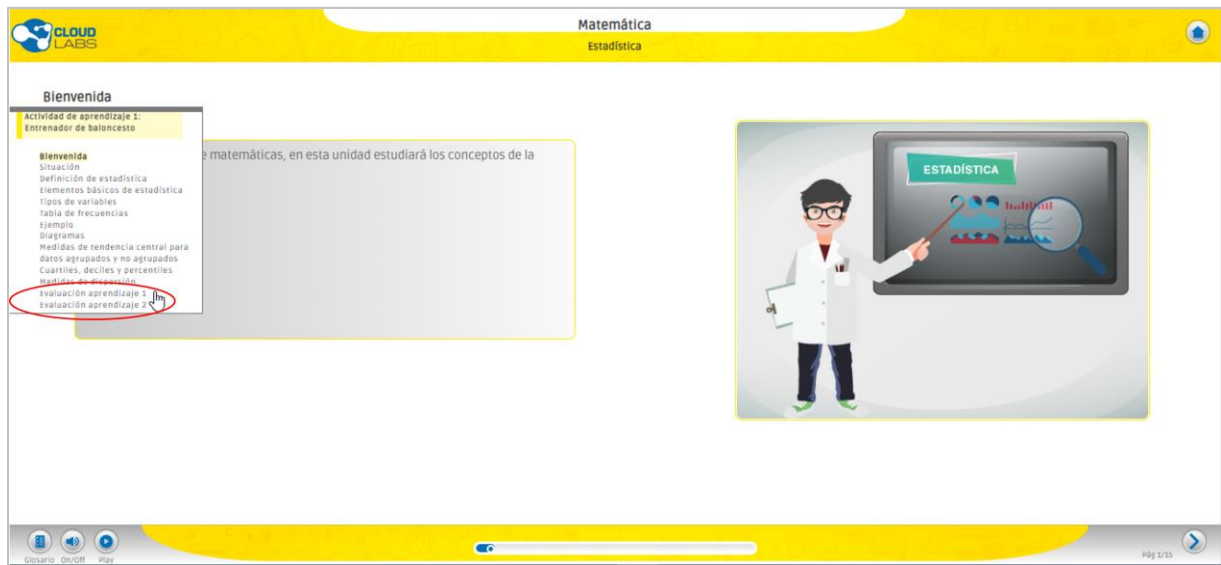 Matemática
CLOUD
LABS
Estadística
Bienvenida
Actividad de aprendizaje 1:
Entrenador de baloncesto
Bienvenida
Situación
Definición de estadística
Elementos básicos de estadística
Tipos de variables
Tabla de frecuencias
Ejemplo
Diagramas
Medidas de tendencia central para
datos agrupados y no agrupados
Cuartiles, deciles y percentiles
Medidas de dispersión
Evaluación aprendizaje 1
Evaluación aprendizaje 2
e matemáticas, en esta unidad estudiará los conceptos de la
ESTADÍSTICA
Glosario On/Off Play
Pág 1/15